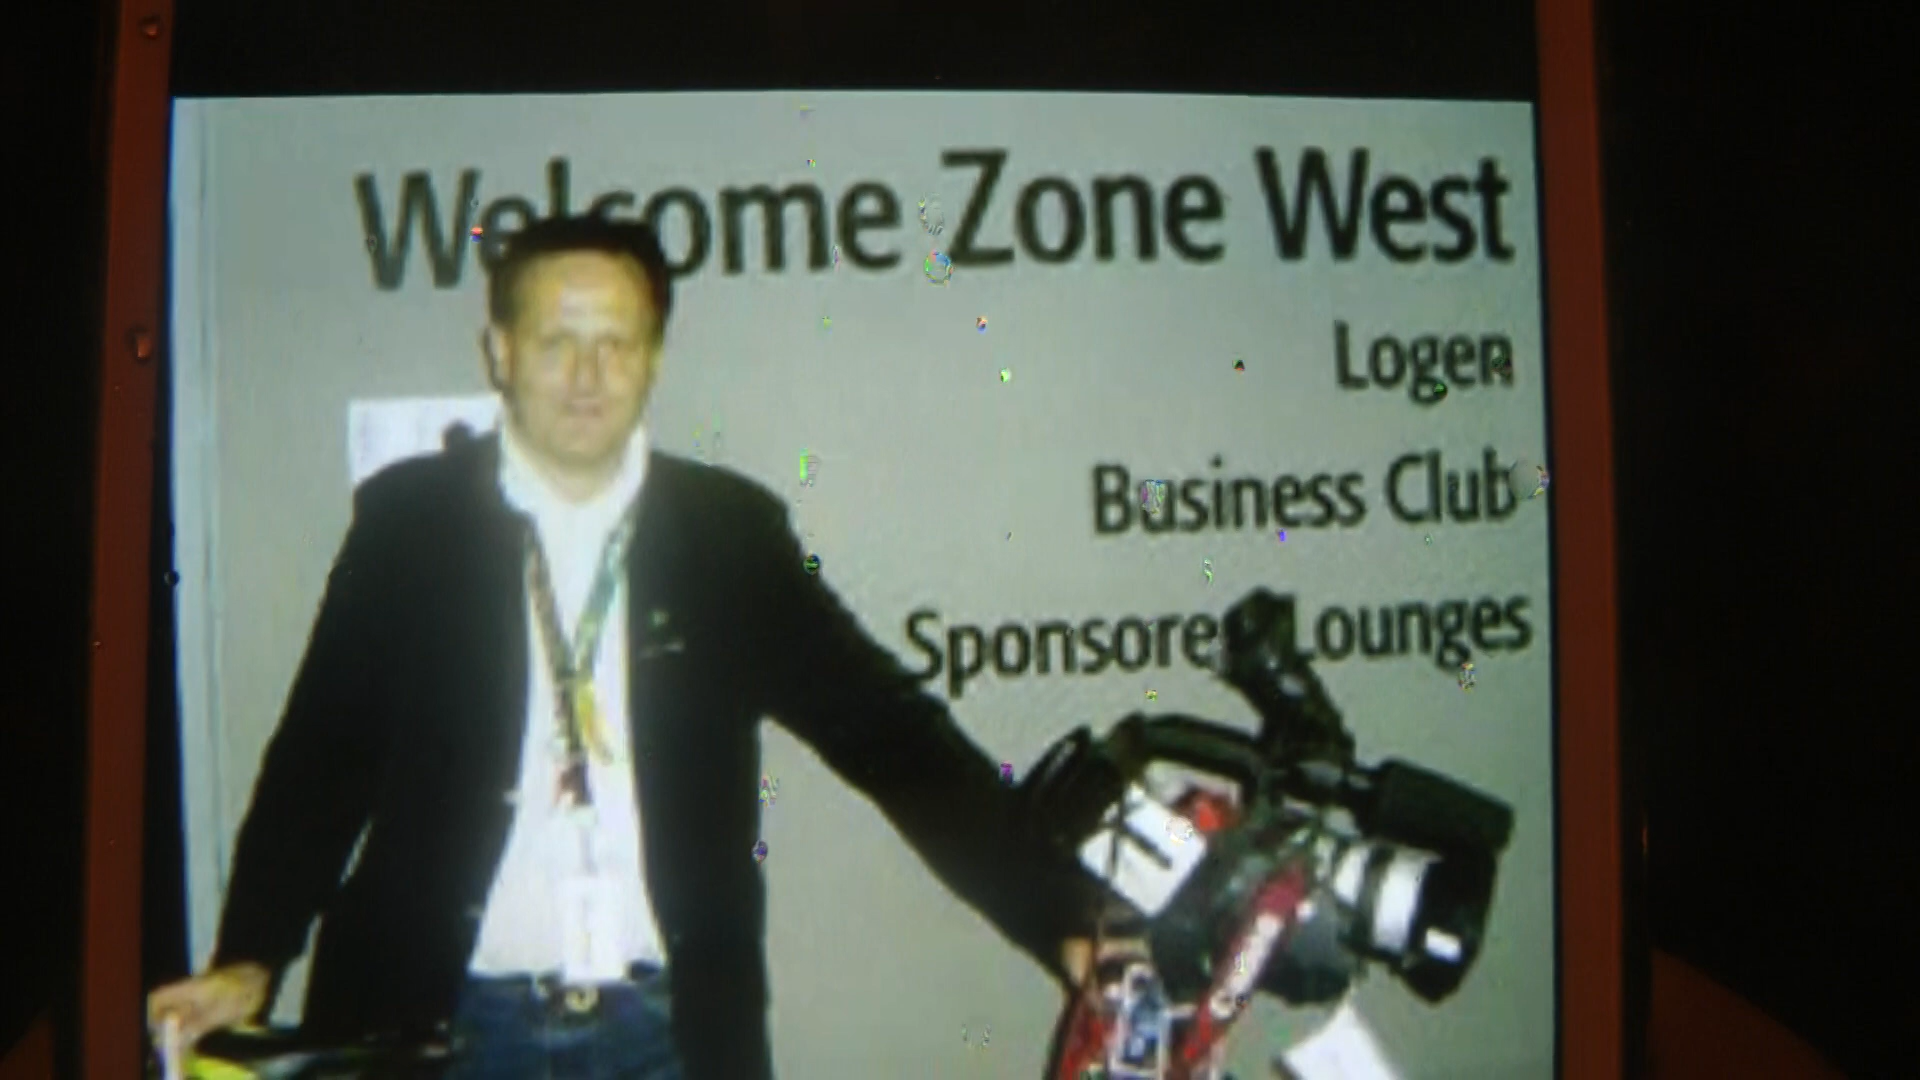 Welcome Zone West
Logen
Business Club
Sponsoren Lounges